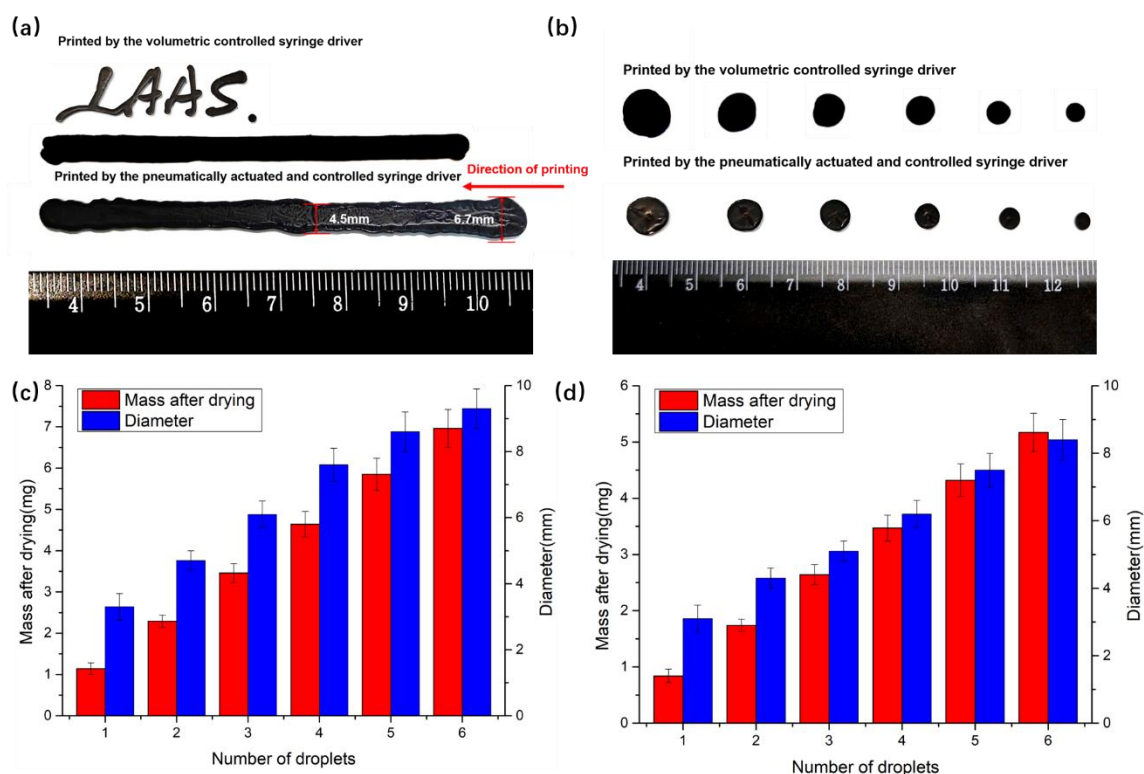 (a)
Printed by the volumetric controlled syringe driver
LAAS.
Printed by the pneumatically actuated and controlled syringe driver
Direction of printing
4.5mm
6.7mm
4 5 6 7 8 9 10
(b)
Printed by the volumetric controlled syringe driver
Printed by the pneumatically actuated and controlled syringe driver
4 5 6 7 8 9 10 11 12
(c)
Mass after drying
Diameter
Mass after drying(mg)
8
7
6
5
4
3
2
1
0
10
8
6
4
2
0
Diameter(mm)
1 2 3 4 5 6
Number of droplets
(d)
Mass after drying
Diameter
Mass after drying(mg)
6
5
4
3
2
1
0
10
8
6
4
2
0
Diameter(mm)
1 2 3 4 5 6
Number of droplets